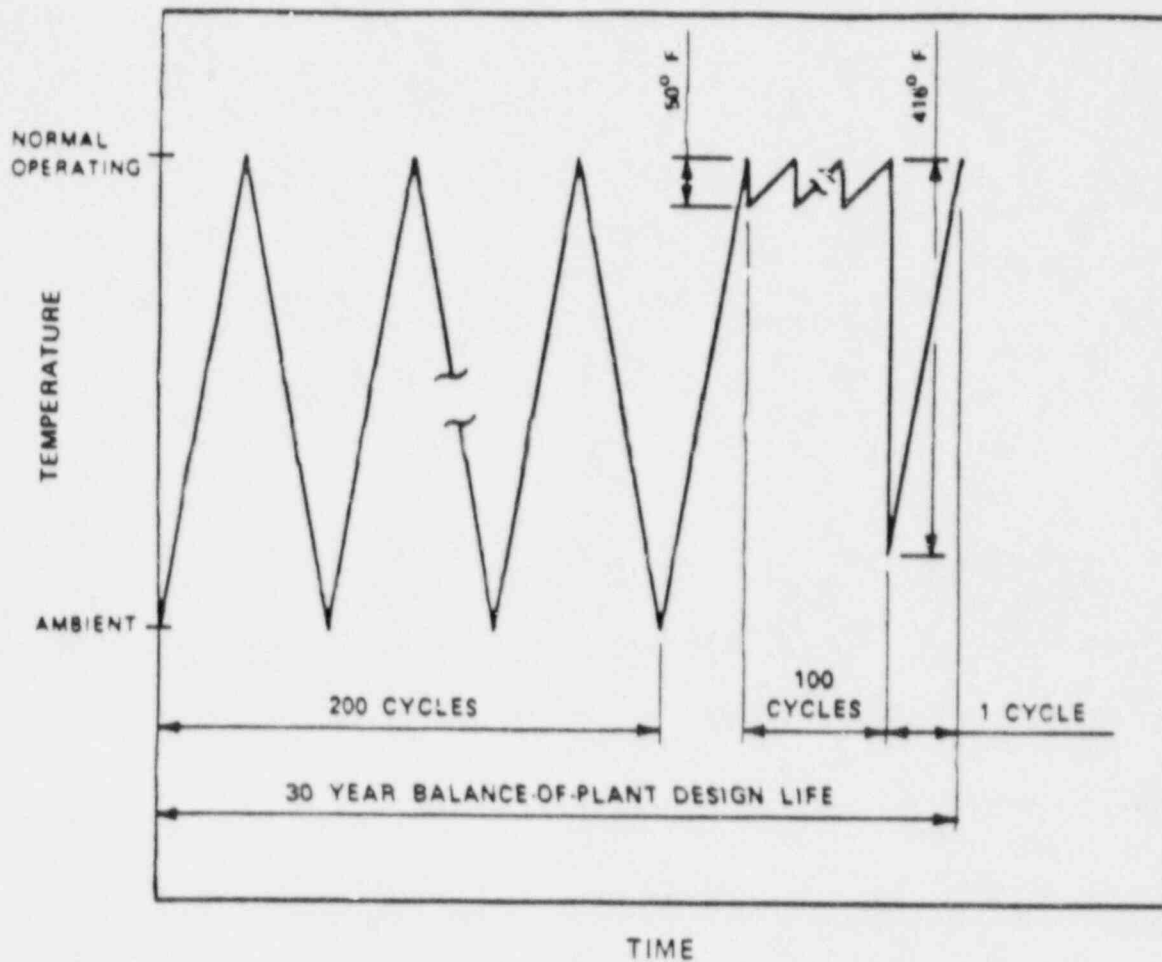 50° F
416° F
NORMAL
OPERATING
TEMPERATURE
AMBIENT
200 CYCLES
100
CYCLES
1 CYCLE
30 YEAR BALANCE-OF-PLANT DESIGN LIFE
TIME